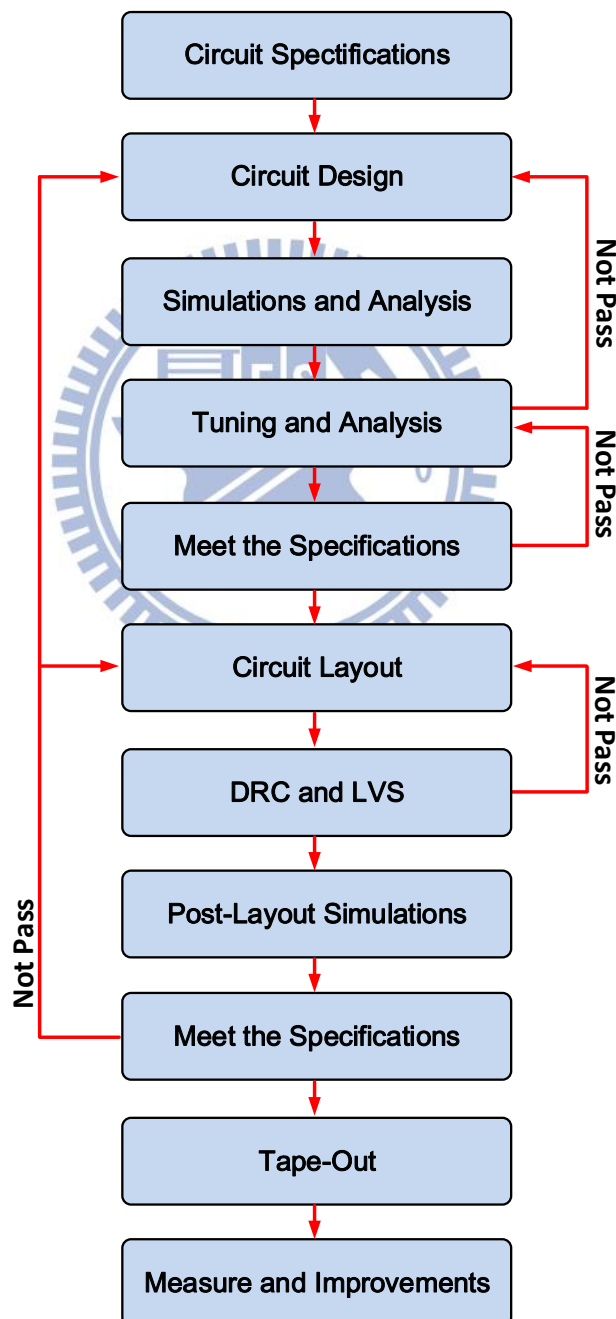 Circuit Spectifications
Circuit Design
Not Pass
Simulations and Analysis
Tuning and Analysis
Not Pass
Meet the Specifications
Circuit Layout
Not Pass
DRC and LVS
Post-Layout Simulations
Not Pass
Meet the Specifications
Tape-Out
Measure and Improvements